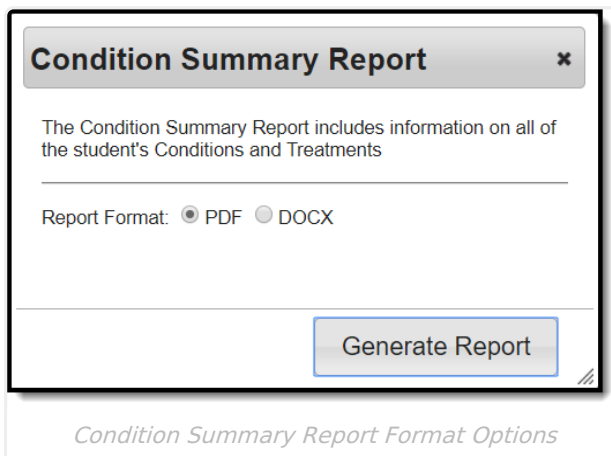 Condition Summary Report
The Condition Summary Report includes information on all of
the student's Conditions and Treatments
Report Format: PDF DOCX
Generate Report
Condition Summary Report Format Options